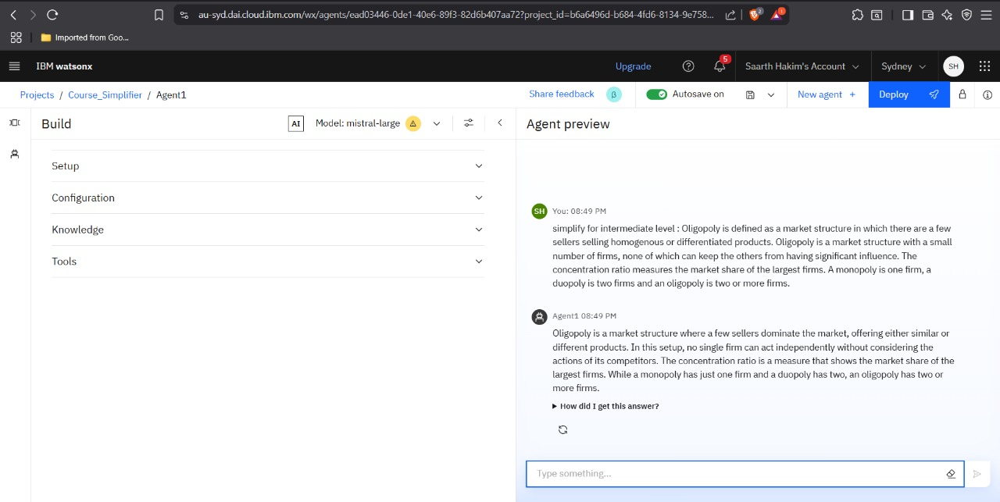 au-syd.dai.cloud.ibm.com/wx/agents/ead03446-0de1-40e6-89f3-82d6b407aa72?project_id=b6a6496d-b684-4fd6-8134-9e758...
2
1
Imported from Goo...
IBM watsonx
Upgrade
5
Saarth Hakim's Account
Sydney
SH
Projects / Course_Simplifier / Agent1
Share feedback
β
Autosave on
New agent +
Deploy
Build
AI
Model: mistral-large
Agent preview
Setup
Configuration
Knowledge
Tools
SH
You: 08:49 PM
simplify for intermediate level : Oligopoly is defined as a market structure in which there are a few
sellers selling homogenous or differentiated products. Oligopoly is a market structure with a small
number of firms, none of which can keep the others from having significant influence. The
concentration ratio measures the market share of the largest firms. A monopoly is one firm, a
duopoly is two firms and an oligopoly is two or more firms.
Agent1 08:49 PM
Oligopoly is a market structure where a few sellers dominate the market, offering either similar or
different products. In this setup, no single firm can act independently without considering the
actions of its competitors. The concentration ratio is a measure that shows the market share of the
largest firms. While a monopoly has just one firm and a duopoly has two, an oligopoly has two or
more firms.
How did I get this answer?
Type something...